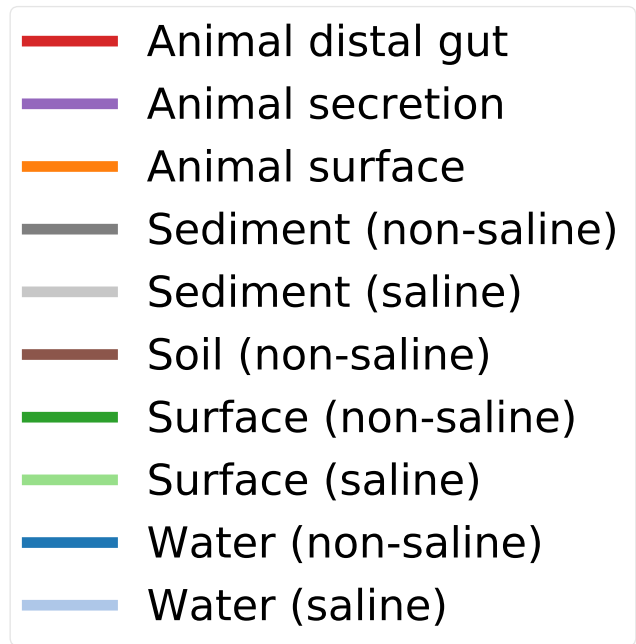 Animal distal gut
Animal secretion
Animal surface
Sediment (non-saline)
Sediment (saline)
Soil (non-saline)
Surface (non-saline)
Surface (saline)
Water (non-saline)
Water (saline)